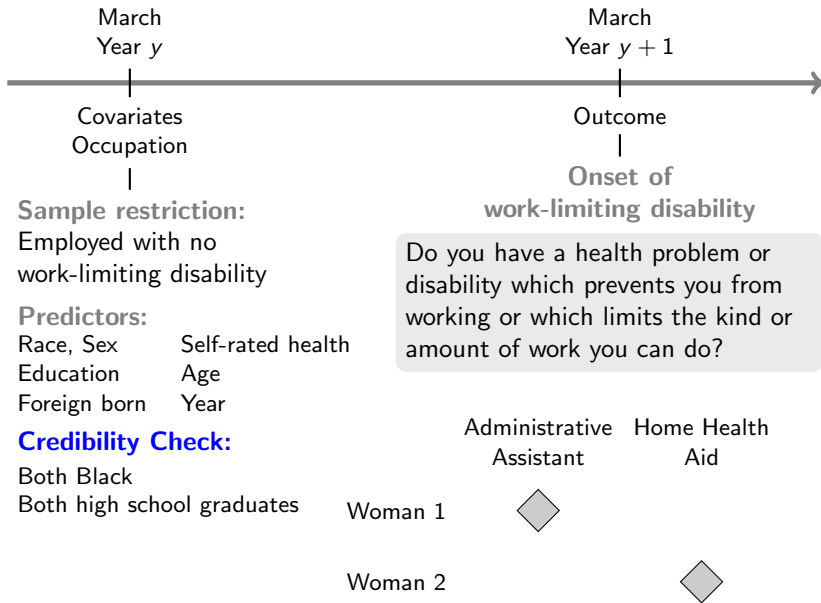 March
Year y
March
Year y + 1
Covariates
Occupation
Outcome
Sample restriction:
Employed with no
work-limiting disability
Predictors:
Race, Sex Self-rated health
Education Age
Foreign born Year
Credibility Check:
Both Black
Both high school graduates
Onset of
work-limiting disability
Do you have a health problem or
disability which prevents you from
working or which limits the kind or
amount of work you can do?
Administrative
Assistant
Home Health
Aid
Woman 1
Woman 2